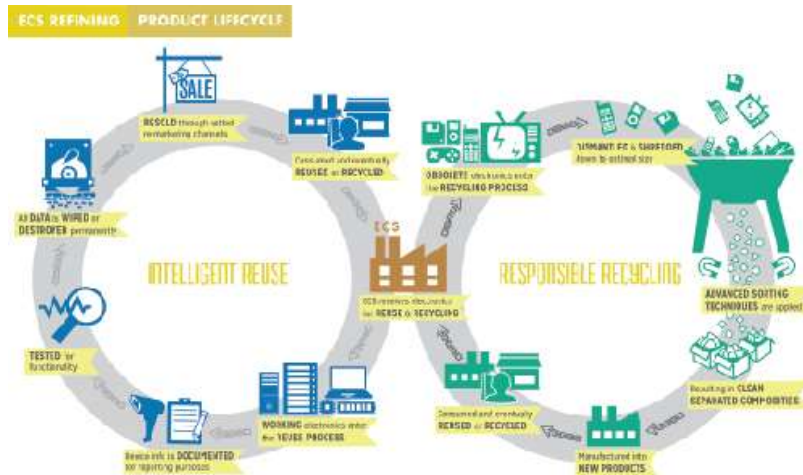 ECS REFINING PRODUCT LIFECYCLE
SALE
RESOLD through vetted
remarketing channels
Consumed and eventually
REUSED or RECYCLED
All DATA is WIPED or
DESTROYED permanently
INTELLIGENT REUSE
TESTED for
functionality
Device info is DOCUMENTED
for reporting purposes
WORKING electronics enter
the REUSE PROCESS
ECS
ECS receives electronics
for REUSE & RECYCLING
OBSOLETE electronics enter
the RECYCLING PROCESS
DISMANTLED & SHREDDED
down to optimal size
RESPONSIBLE RECYCLING
ADVANCED SORTING
TECHNIQUES are applied
Resulting in CLEAN
SEPARATED COMMODITIES
Manufactured into
NEW PRODUCTS
Consumed and eventually
REUSED or RECYCLED